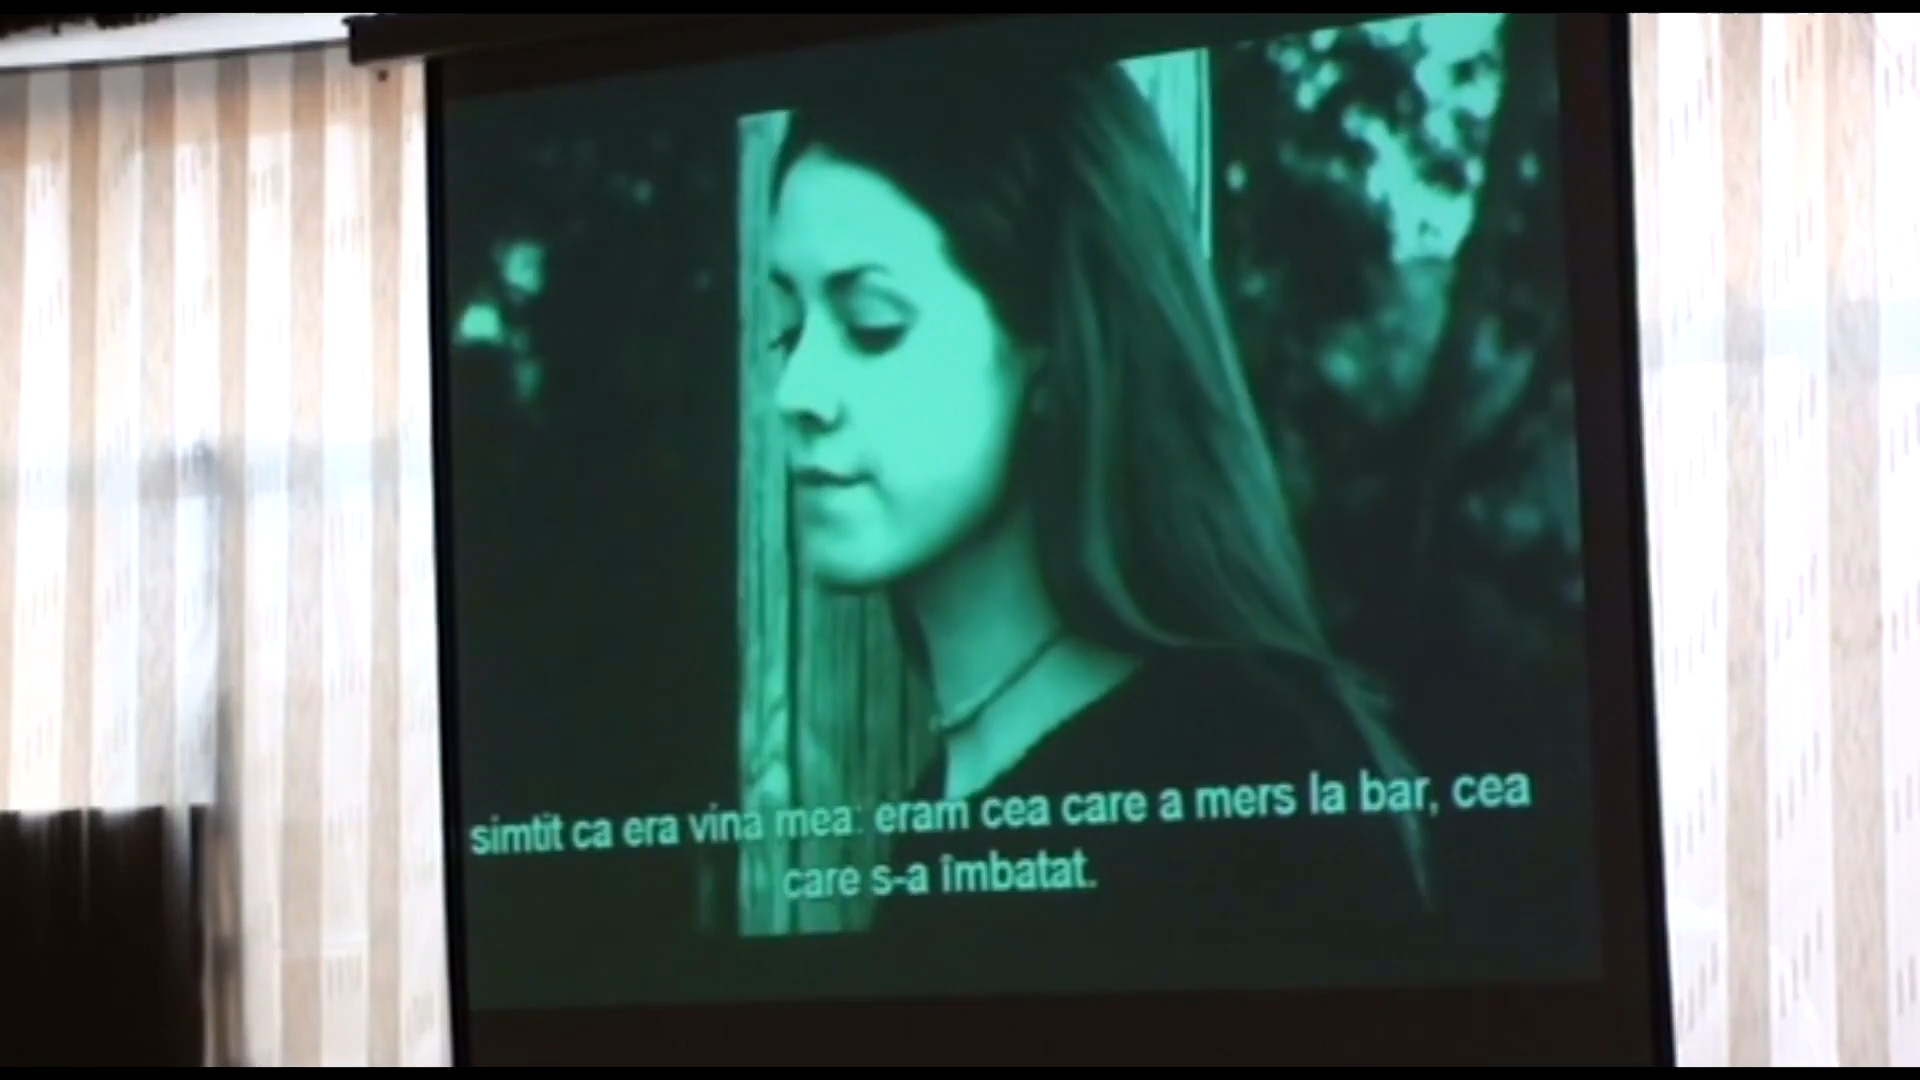 simtit ca era vina mea: eram cea care a mers la bar, cea
care s-a îmbatat.